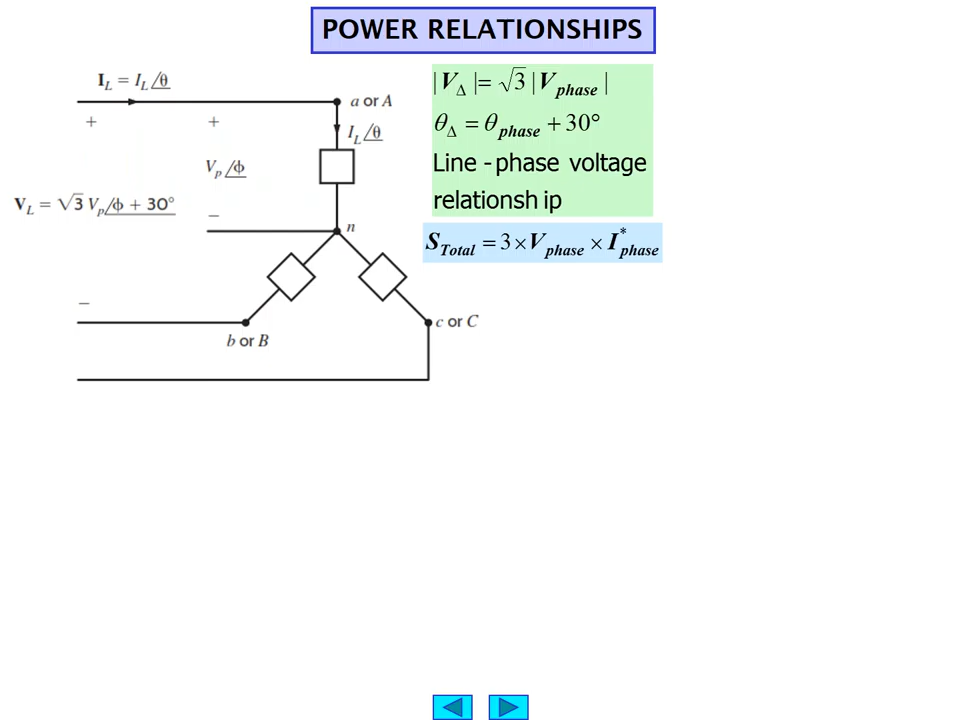 POWER RELATIONSHIPS
I_L = I_L /θ
a or A
+ +
I_L /θ
V_p /ϕ
V_L = √3 V_p /ϕ + 30°
–
n
–
b or B
c or C
|V_Δ| = √3 | V_phase |
θ_Δ = θ_phase + 30°
Line - phase voltage
relationsh ip
S_Total = 3 × V_phase × I*_phase